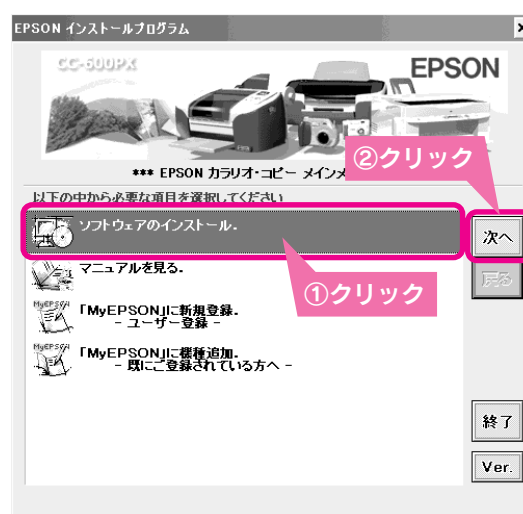 EPSON インストールプログラム
CC-600PX
EPSON
*** EPSON カラリオ・コピー メインメ
②クリック
以下の中から必要な項目を選択してください
ソフトウェアのインストール.
次へ
マニュアルを見る.
戻る
①クリック
MyEPSON
「MyEPSON」に新規登録.
- ユーザー登録 -
MyEPSON
「MyEPSON」に機種追加.
- 既にご登録されている方へ -
終了
Ver.